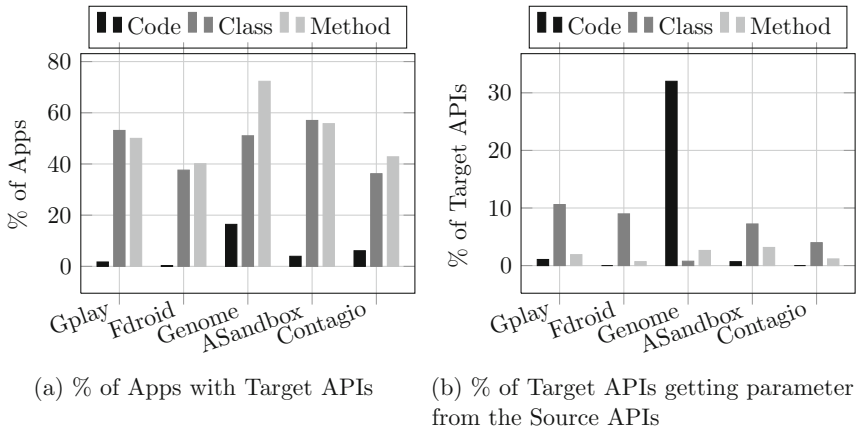 Code Class Method
80
60
40
20
0
% of Apps
Gplay
Fdroid
Genome
ASandbox
Contagio
(a) % of Apps with Target APIs
Code Class Method
30
20
10
0
% of Target APIs
Gplay
Fdroid
Genome
ASandbox
Contagio
(b) % of Target APIs getting parameter
from the Source APIs